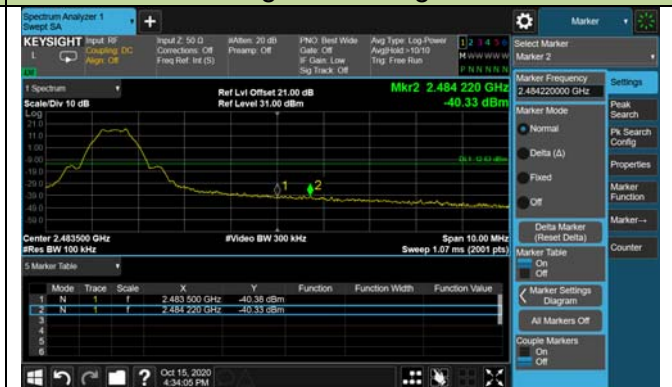 Spectrum Analyzer 1
Swept SA
Marker
KEYSIGHT
Input: RF
Coupling: DC
Align: Off
Input Z: 50 Ω
Corrections: Off
Freq Ref: Int (S)
#Atten: 20 dB
Preamp: Off
PNO: Best Wide
Gate: Off
IF Gain: Low
Sig Track: Off
Avg Type: Log-Power
Avg|Hold:>10/10
Trig: Free Run
1 2 3 4 5 6
M W W W W W
P N N N N N
Select Marker
Marker 2
Marker Frequency
2.484220000 GHz
Marker Mode
Normal
Delta (Δ)
Fixed
Off
Delta Marker
(Reset Delta)
Marker Table
On
Off
Marker Settings
Diagram
All Markers Off
Couple Markers
On
Off
Settings
Peak
Search
Pk Search
Config
Properties
Marker
Function
Marker→
Counter
1 Spectrum
Scale/Div 10 dB
Log
Ref Lvl Offset 21.00 dB
Ref Level 31.00 dBm
Mkr2 2.484 220 GHz
-40.33 dBm
21.0
11.0
1.00
-9.00
-19.0
-29.0
-39.0
-49.0
-59.0
1
2
Center 2.483500 GHz
#Res BW 100 kHz
#Video BW 300 kHz
Span 10.00 MHz
Sweep 1.07 ms (2001 pts)
5 Marker Table
Mode Trace Scale X Y Function Function Width Function Value
1 N 1 f 2.483 500 GHz -40.38 dBm
2 N 1 f 2.484 220 GHz -40.33 dBm
3
4
5
6
Oct 15, 2020
4:34:05 PM